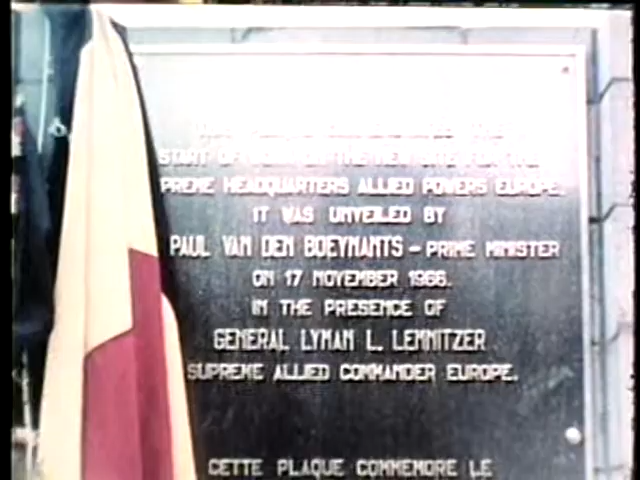 START OF WORK ON THE NEW SITE FOR THE
PREME HEADQUARTERS ALLIED POWERS EUROPE.
IT WAS UNVEILED BY
PAUL VAN DEN BOEYNANTS – PRIME MINISTER
ON 17 NOVEMBER 1966.
IN THE PRESENCE OF
GENERAL LYMAN L. LEMNITZER
SUPREME ALLIED COMMANDER EUROPE.
CETTE PLAQUE COMMEMORE LE